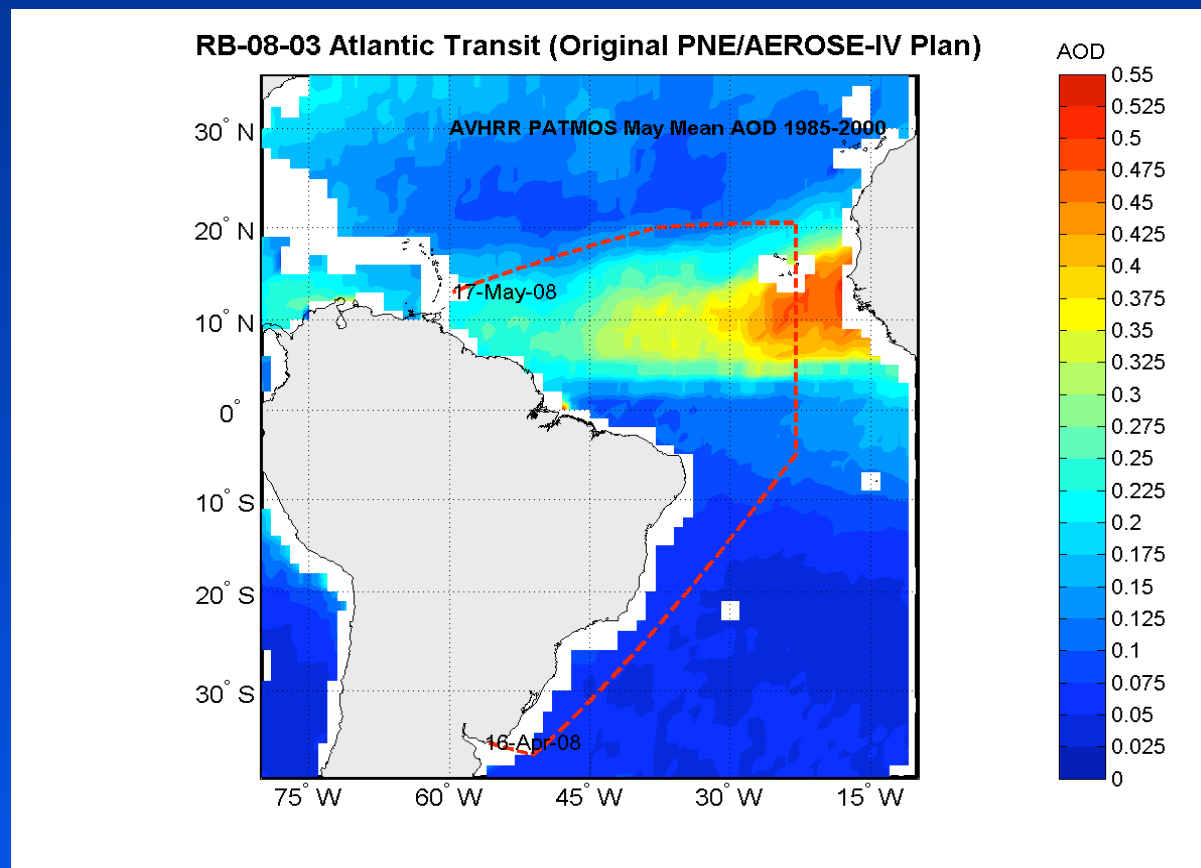 RB-08-03 Atlantic Transit (Original PNE/AEROSE-IV Plan)
AOD
AVHRR PATMOS May Mean AOD 1985-2000
17-May-08
16-Apr-08
30° N
20° N
10° N
0°
10° S
20° S
30° S
75° W
60° W
45° W
30° W
15° W
0.55
0.525
0.5
0.475
0.45
0.425
0.4
0.375
0.35
0.325
0.3
0.275
0.25
0.225
0.2
0.175
0.15
0.125
0.1
0.075
0.05
0.025
0